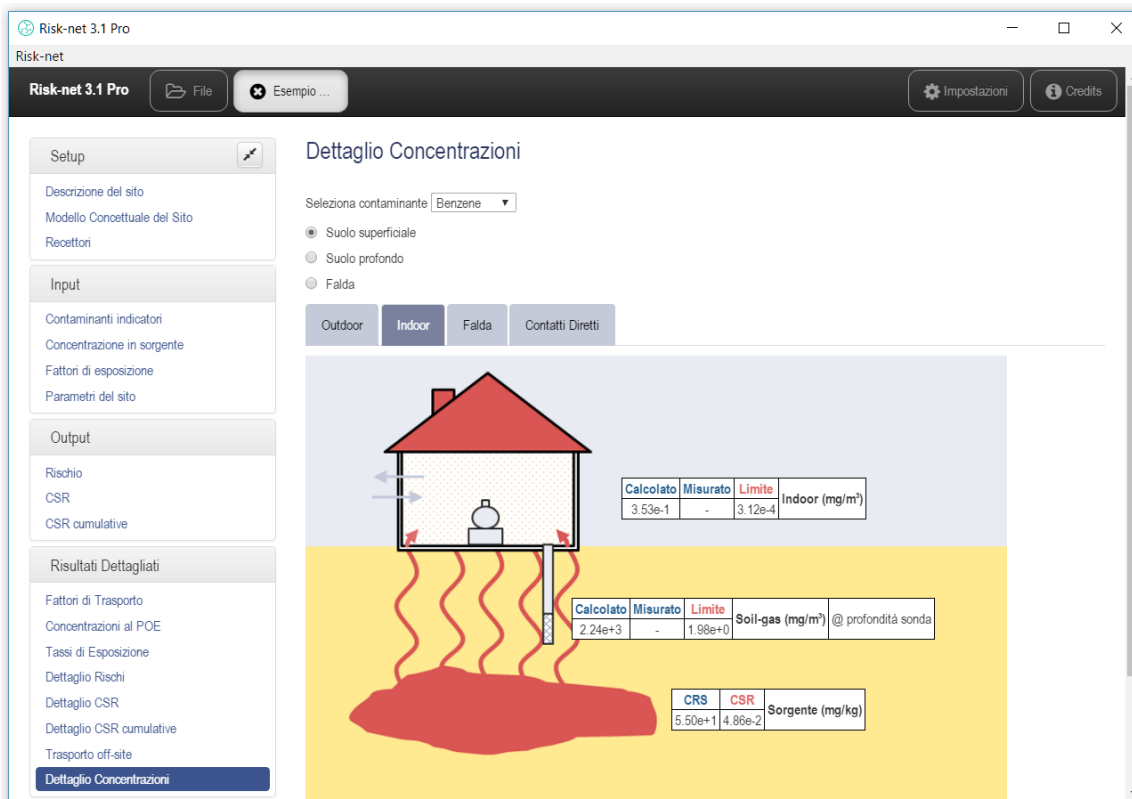 Risk-net 3.1 Pro
Risk-net
Risk-net 3.1 Pro File Esempio ... Impostazioni Credits
Setup
Descrizione del sito
Modello Concettuale del Sito
Recettori
Input
Contaminanti indicatori
Concentrazione in sorgente
Fattori di esposizione
Parametri del sito
Output
Rischio
CSR
CSR cumulative
Risultati Dettagliati
Fattori di Trasporto
Concentrazioni al POE
Tassi di Esposizione
Dettaglio Rischi
Dettaglio CSR
Dettaglio CSR cumulative
Trasporto off-site
Dettaglio Concentrazioni
Dettaglio Concentrazioni
Seleziona contaminante Benzene
Suolo superficiale
Suolo profondo
Falda
Outdoor Indoor Falda Contatti Diretti
Calcolato Misurato Limite Indoor (mg/m³)
3.53e-1 - 3.12e-4
Calcolato Misurato Limite Soil-gas (mg/m³) @ profondità sonda
2.24e+3 - 1.98e+0
CRS CSR Sorgente (mg/kg)
5.50e+1 4.86e-2